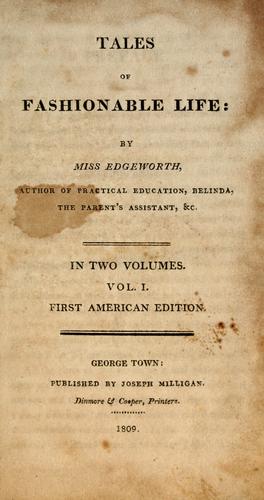 TALES
OF
FASHIONABLE LIFE:
BY
MISS EDGEWORTH,
AUTHOR OF PRACTICAL EDUCATION, BELINDA,
THE PARENT'S ASSISTANT, &c.
IN TWO VOLUMES.
VOL. I.
FIRST AMERICAN EDITION.
GEORGE TOWN:
PUBLISHED BY JOSEPH MILLIGAN.
Dinmore & Cooper, Printers.
1809.